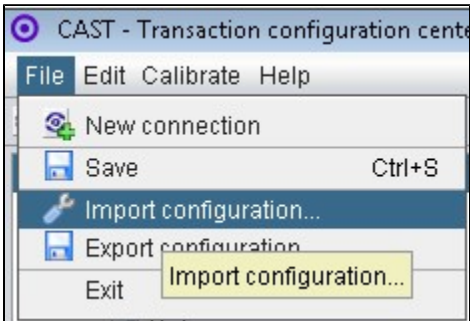 CAST - Transaction configuration cente
File Edit Calibrate Help
New connection
Save Ctrl+S
Import configuration...
Export configuration
Import configuration...
Exit